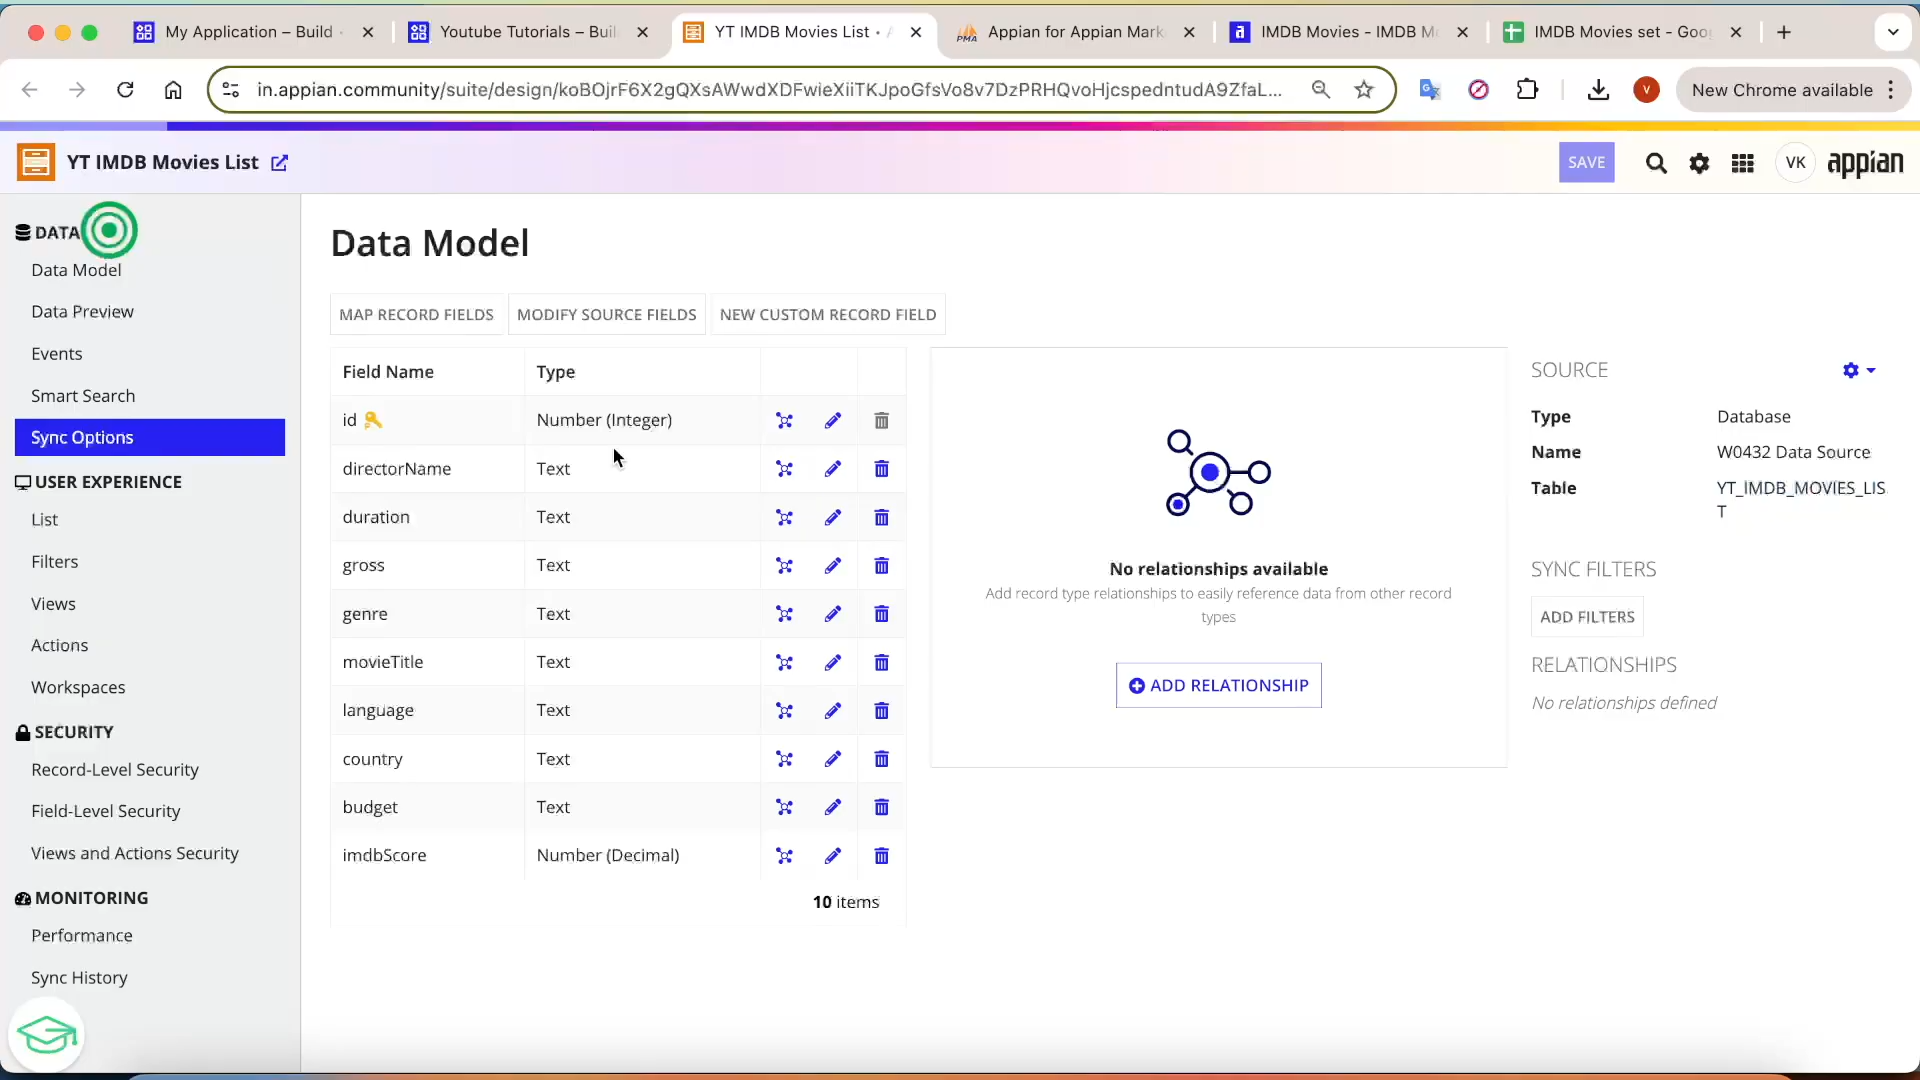 My Application – Build
Youtube Tutorials – Buil
YT IMDB Movies List •
Appian for Appian Mark
IMDB Movies - IMDB M
IMDB Movies set - Goo
in.appian.community/suite/design/koBOjrF6X2gQXsAWwdXDFwieXiiTKJpoGfsVo8v7DzPRHQvoHjcspedntudA9ZfaL...
V
New Chrome available
YT IMDB Movies List
SAVE
VK
appian
DATA
Data Model
Data Preview
Events
Smart Search
Sync Options
USER EXPERIENCE
List
Filters
Views
Actions
Workspaces
SECURITY
Record-Level Security
Field-Level Security
Views and Actions Security
MONITORING
Performance
Sync History
Data Model
MAP RECORD FIELDS
MODIFY SOURCE FIELDS
NEW CUSTOM RECORD FIELD
Field Name Type
id Number (Integer)
directorName Text
duration Text
gross Text
genre Text
movieTitle Text
language Text
country Text
budget Text
imdbScore Number (Decimal)
10 items
No relationships available
Add record type relationships to easily reference data from other record
types
ADD RELATIONSHIP
SOURCE
Type Database
Name W0432 Data Source
Table YT_IMDB_MOVIES_LIS
T
SYNC FILTERS
ADD FILTERS
RELATIONSHIPS
No relationships defined